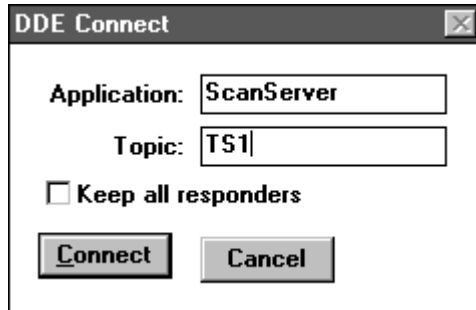 DDE Connect
Application: ScanServer
Topic: TS1
Keep all responders
Connect Cancel